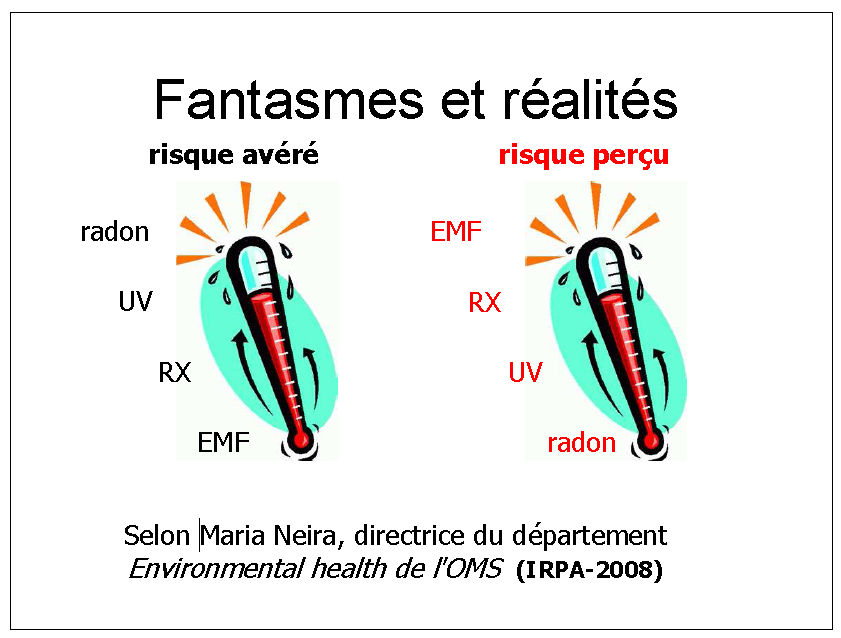 Fantasmes et réalités
risque avéré
radon
UV
RX
EMF
risque perçu
EMF
RX
UV
radon
Selon Maria Neira, directrice du département
Environmental health de l'OMS (IRPA-2008)